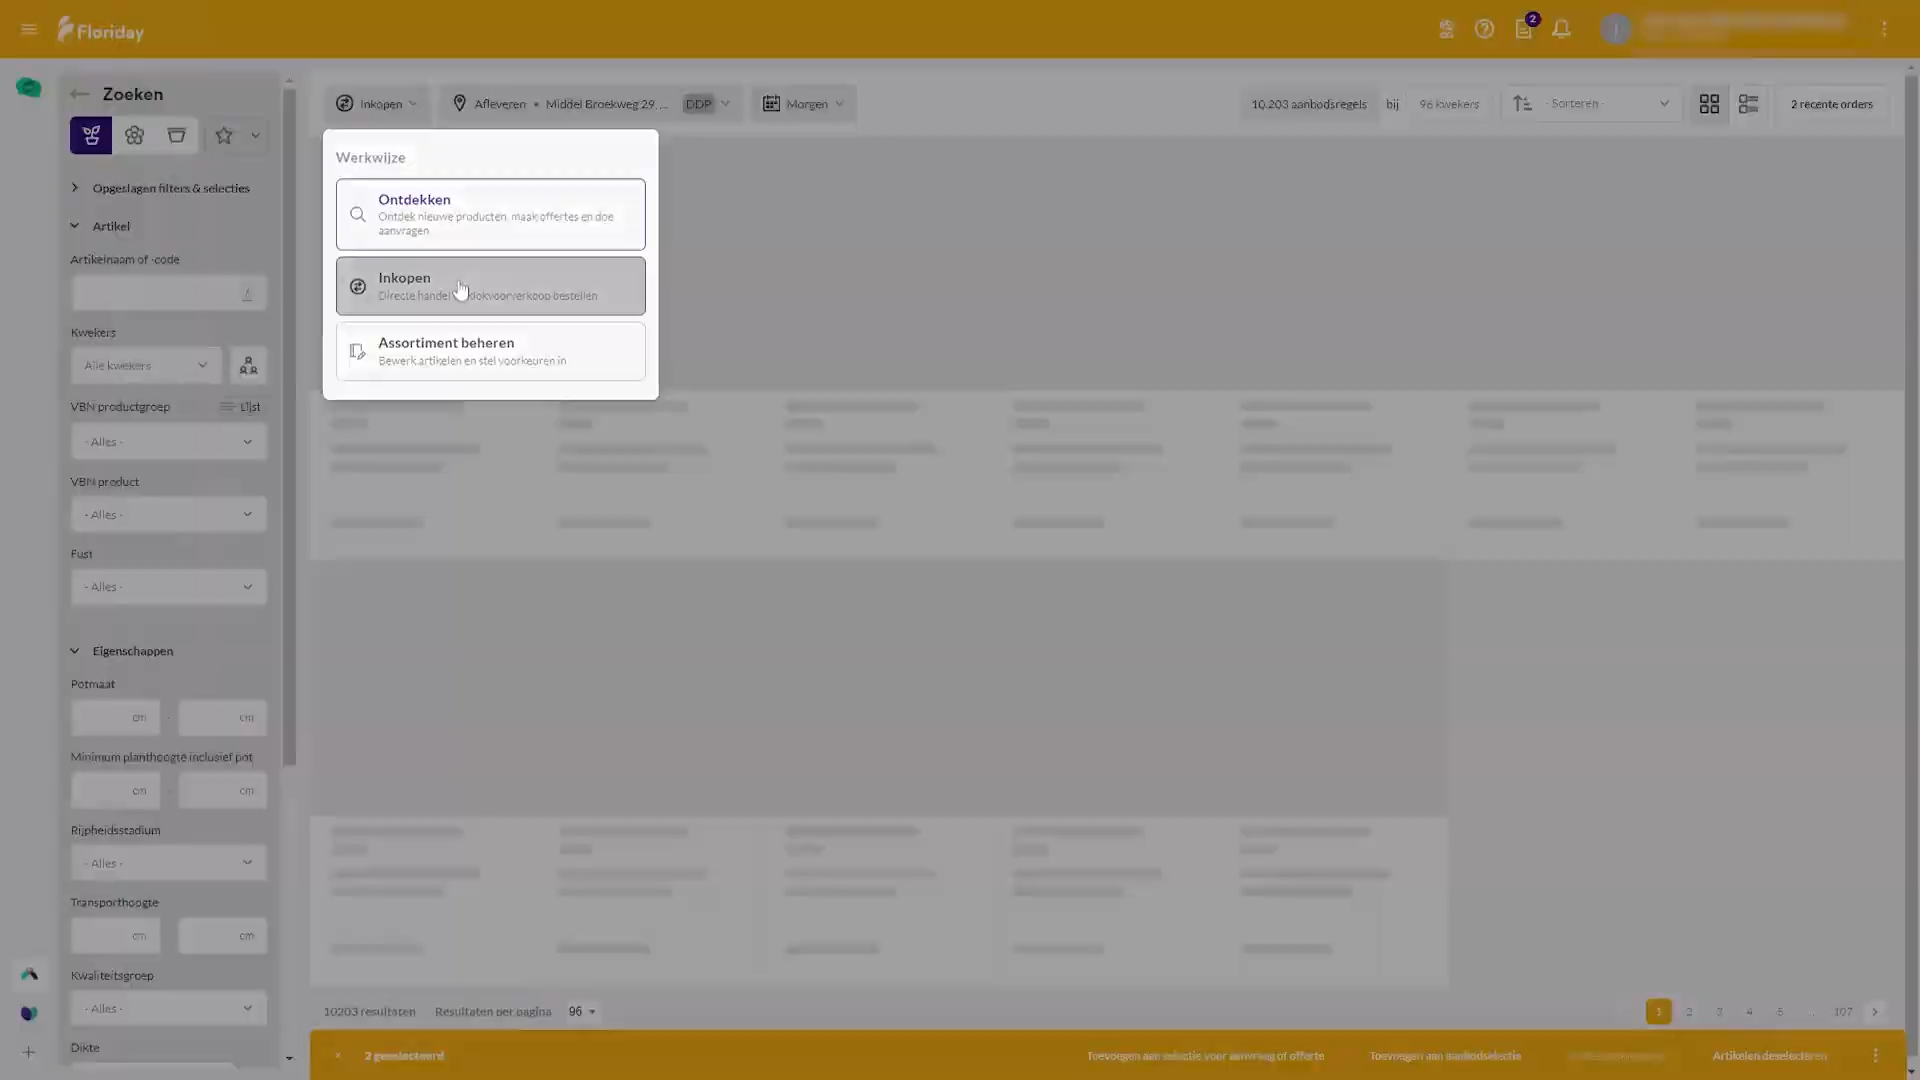 Floriday
2
Zoeken
Inkopen
Afleveren • Middel Broekweg 29, ...
DDP
Morgen
10.203 aanbodsregels
bij
96 kwekers
- Sorteren -
2 recente orders
Werkwijze
Ontdekken
Ontdek nieuwe producten, maak offertes en doe
aanvragen
Inkopen
Directe handel klokvoorverkoop bestellen
Assortiment beheren
Bewerk artikelen en stel voorkeuren in
Opgeslagen filters & selecties
Artikel
Artikelnaam of -code
/
Kwekers
Alle kwekers
VBN productgroep
Lijst
- Alles -
VBN product
- Alles -
Fust
- Alles -
Eigenschappen
Potmaat
cm - cm
Minimum planthoogte inclusief pot
cm - cm
Rijpheidsstadium
- Alles -
Transporthoogte
cm cm
Kwaliteitsgroep
- Alles -
Dikte
10203 resultaten
Resultaten per pagina
96
1 2 3 4 5 ... 107
2 geselecteerd
Toevoegen aan selectie voor aanvraag of offerte
Toevoegen aan aanbodselectie
Artikelen deselecteren